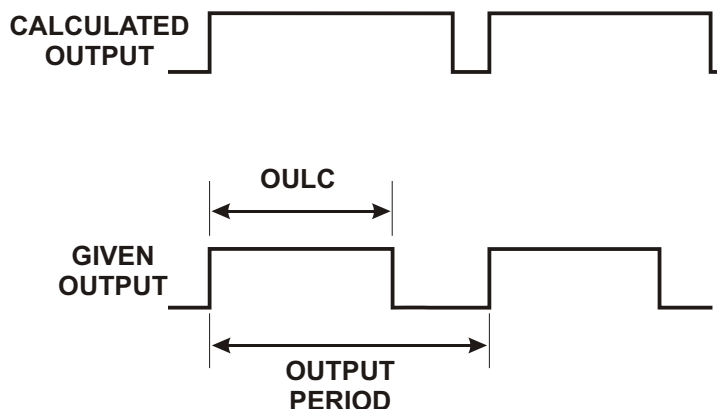 CALCULATED
OUTPUT
OULC
GIVEN
OUTPUT
OUTPUT
PERIOD